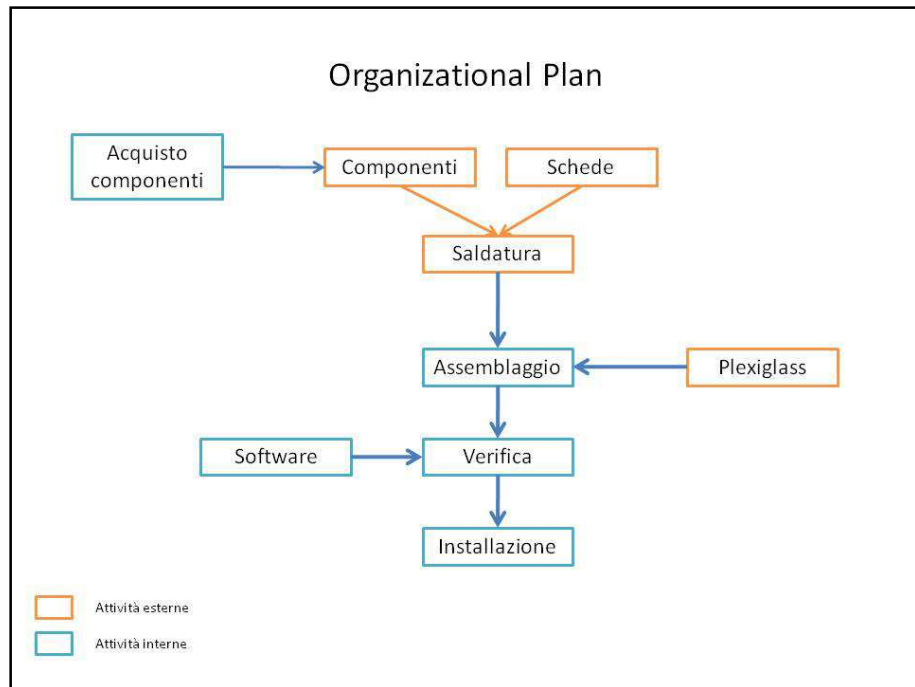 Organizational Plan
Acquisto
componenti
Componenti
Schede
Saldatura
Assemblaggio
Plexiglass
Software
Verifica
Installazione
Attività esterne
Attività interne